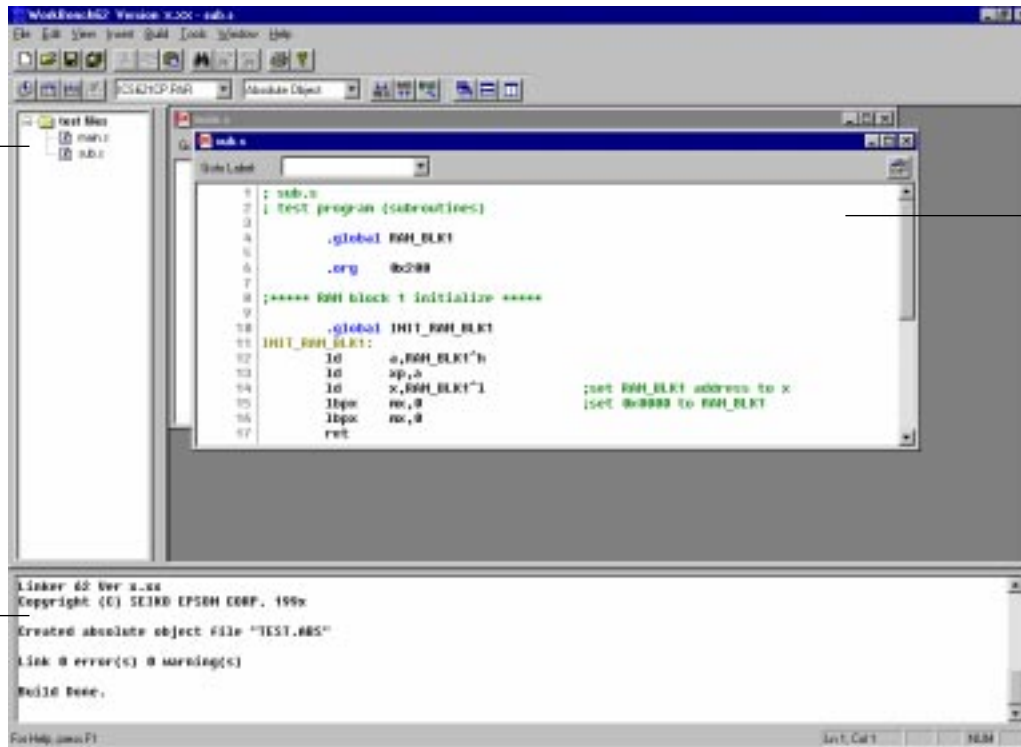 WorkBench62 Version x.xx - sub.s
File Edit View Insert Build Tools Window Help
ICS621CP.PAR Absolute Object
test files
main.s
sub.s
main.s
sub.s
Goto Label:
1 ; sub.s
2 ; test program (subroutines)
3
4 .global RAM_BLK1
5
6 .org 0x200
7
8 ;***** RAM block 1 initialize *****
9
10 .global INIT_RAM_BLK1
11 INIT_RAM_BLK1:
12 ld a,RAM_BLK1^h
13 ld xp,a
14 ld x,RAM_BLK1^l ;set RAM_BLK1 address to x
15 lbpx mx,0 ;set 0x0000 to RAM_BLK1
16 lbpx mx,0
17 ret
Linker 62 Ver x.xx
Copyright (C) SEIKO EPSON CORP. 199x
Created absolute object file "TEST.ABS"
Link 0 error(s) 0 warning(s)
Build Done.
For Help, press F1 Ln 1, Col 1 NUM